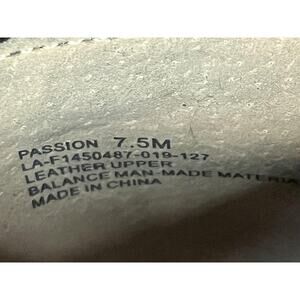 PASSION 7.5M
LA-F1450487-019-127
LEATHER UPPER
BALANCE MAN-MADE MATERIA
MADE IN CHINA